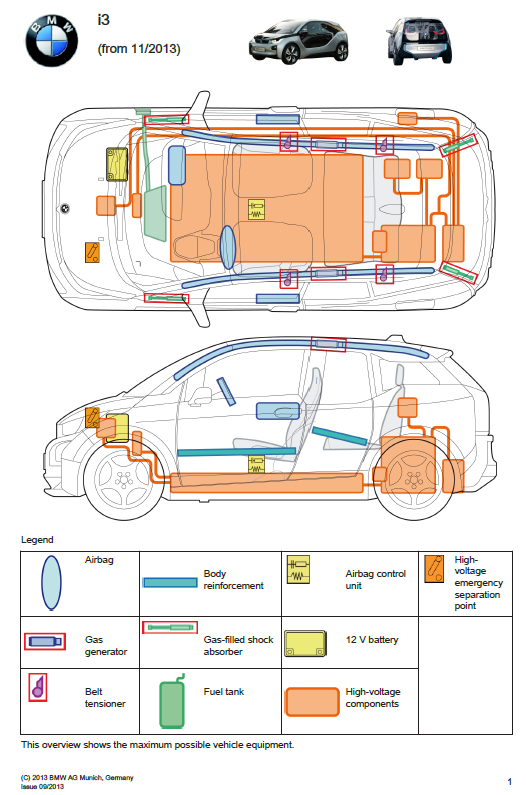 BMW
i3
(from 11/2013)
Legend
Airbag
Body
reinforcement
Airbag control
unit
High-
voltage
emergency
separation
point
Gas
generator
Gas-filled shock
absorber
12 V battery
Belt
tensioner
Fuel tank
High-voltage
components
This overview shows the maximum possible vehicle equipment.
(C) 2013 BMW AG Munich, Germany
Issue 09/2013
1